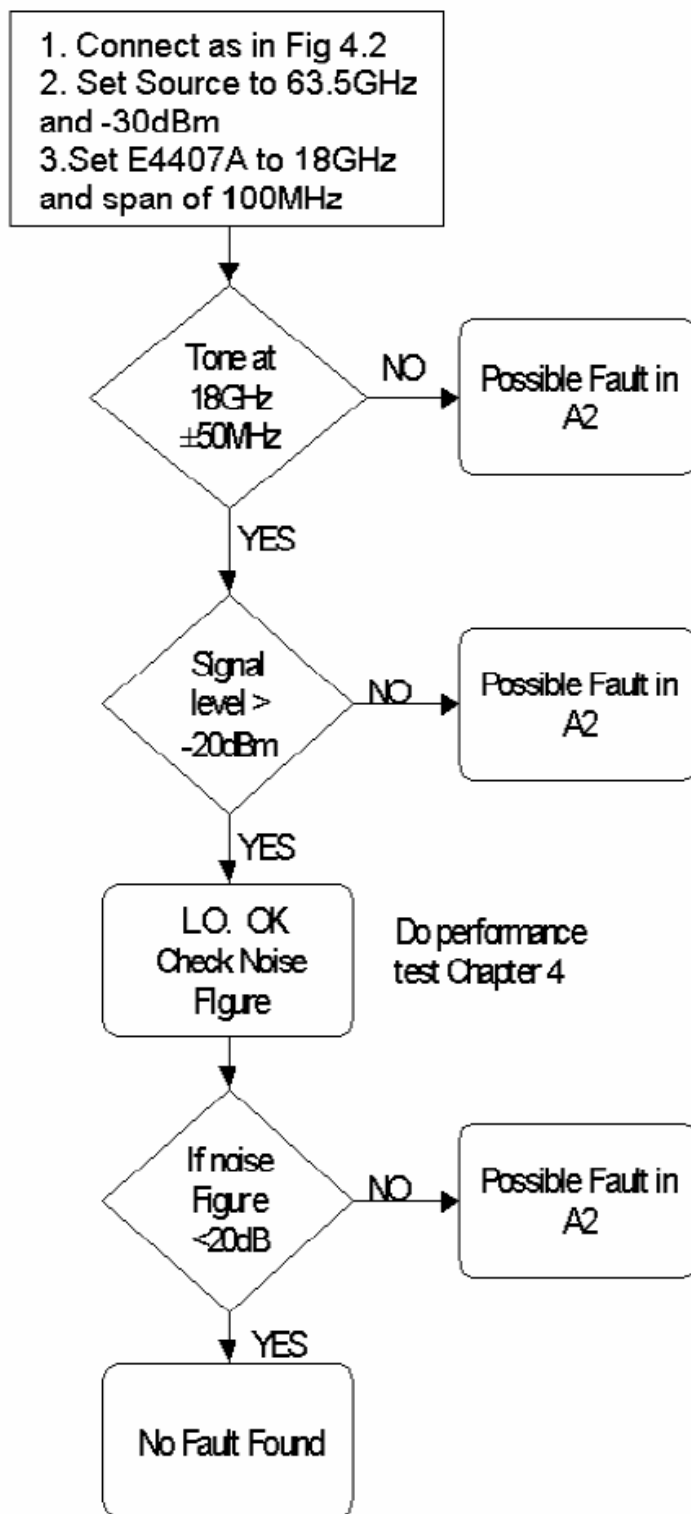 1. Connect as in Fig 4.2
2. Set Source to 63.5GHz
and -30dBm
3.Set E4407A to 18GHz
and span of 100MHz
Tone at
18GHz
±50MHz
NO
Possible Fault in
A2
YES
Signal
level >
-20dBm
NO
Possible Fault in
A2
YES
L.O. OK
Check Noise
FIgure
Do performance
test Chapter 4
If noise
Figure
<20dB
NO
Possible Fault in
A2
YES
No Fault Found